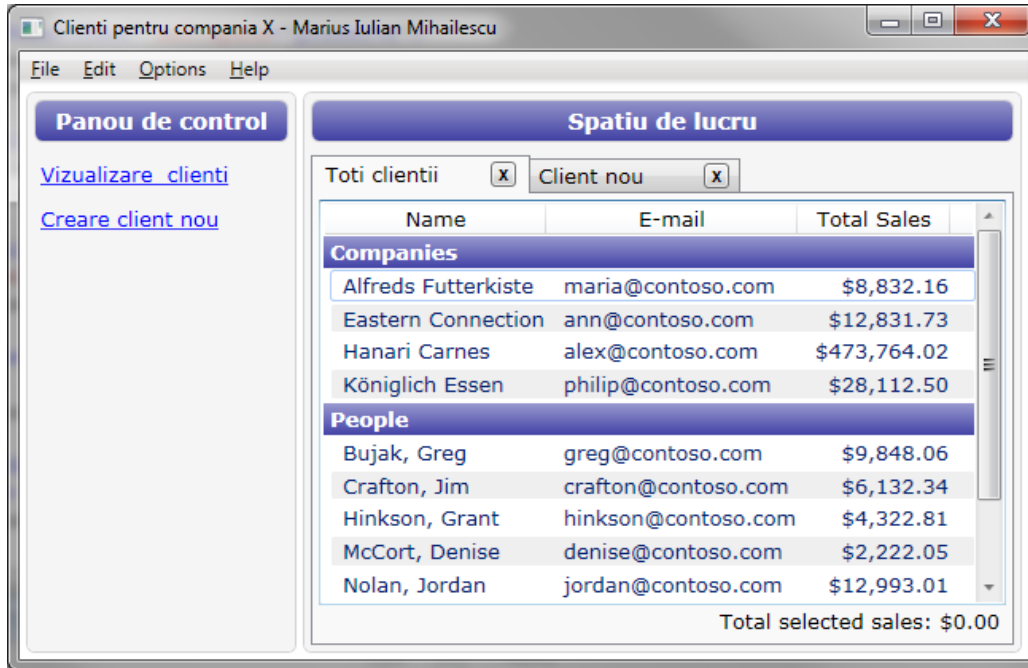 Clienti pentru compania X - Marius Iulian Mihailescu
File Edit Options Help
Panou de control
Vizualizare clienti
Creare client nou
Spatiu de lucru
Toti clientii X Client nou X
Name E-mail Total Sales
Companies
Alfreds Futterkiste maria@contoso.com $8,832.16
Eastern Connection ann@contoso.com $12,831.73
Hanari Carnes alex@contoso.com $473,764.02
Königlich Essen philip@contoso.com $28,112.50
People
Bujak, Greg greg@contoso.com $9,848.06
Crafton, Jim crafton@contoso.com $6,132.34
Hinkson, Grant hinkson@contoso.com $4,322.81
McCort, Denise denise@contoso.com $2,222.05
Nolan, Jordan jordan@contoso.com $12,993.01
Total selected sales: $0.00